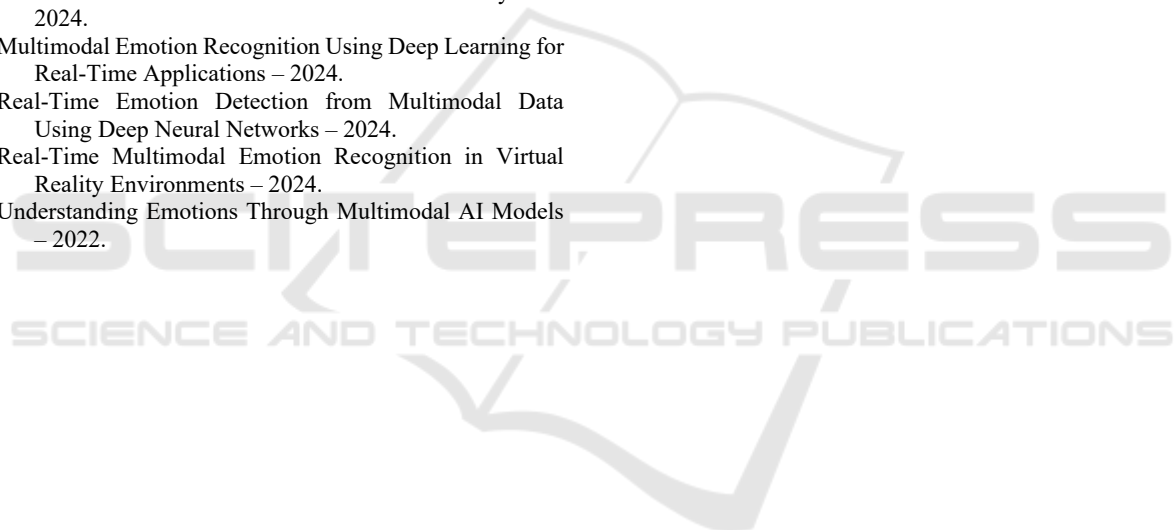 2024.
Multimodal Emotion Recognition Using Deep Learning for
Real-Time Applications – 2024.
Real-Time Emotion Detection from Multimodal Data
Using Deep Neural Networks – 2024.
Real-Time Multimodal Emotion Recognition in Virtual
Reality Environments – 2024.
Understanding Emotions Through Multimodal AI Models
– 2022.
SCITEPRESS
SCIENCE AND TECHNOLOGY PUBLICATIONS